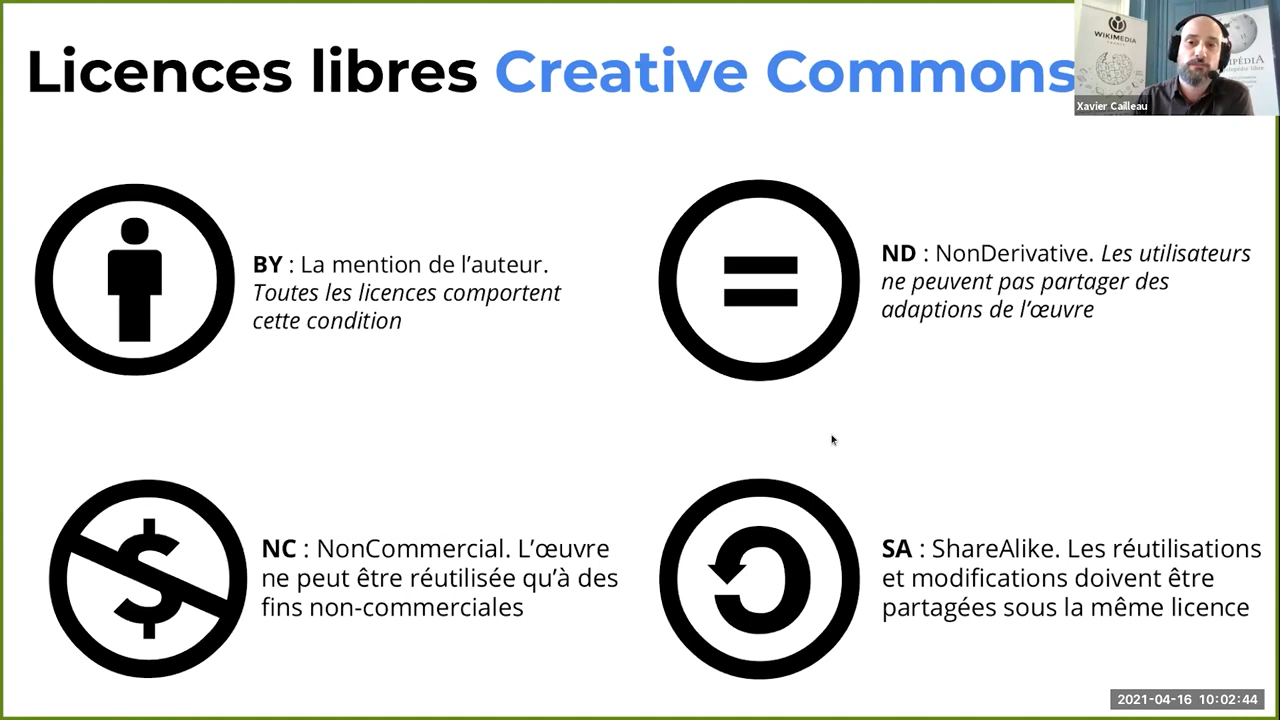 Licences libres Creative Commons
WIKIMEDIA
FRANCE
Xavier Cailleau
BY : La mention de l’auteur.
Toutes les licences comportent
cette condition
ND : NonDerivative. Les utilisateurs
ne peuvent pas partager des
adaptions de l’œuvre
NC : NonCommercial. L’œuvre
ne peut être réutilisée qu’à des
fins non-commerciales
SA : ShareAlike. Les réutilisations
et modifications doivent être
partagées sous la même licence
2021-04-16 10:02:44